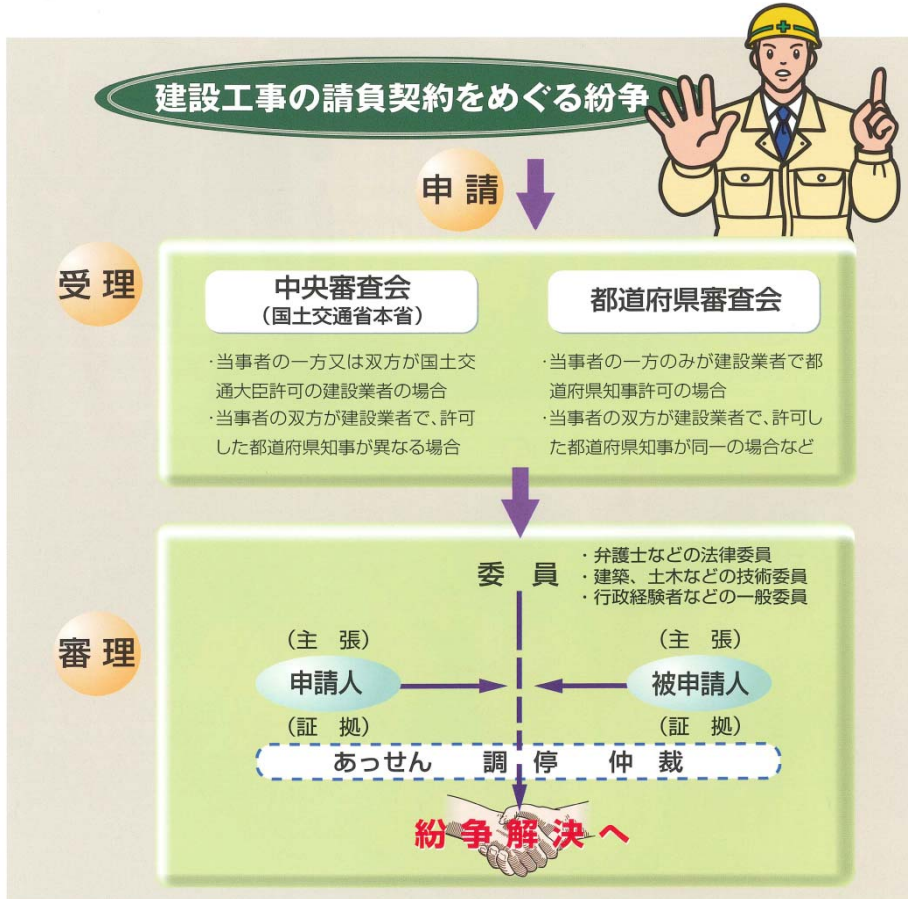 建設工事の請負契約をめぐる紛争
申請
受理
中央審査会
（国土交通省本省）
・当事者の一方又は双方が国土交
通大臣許可の建設業者の場合
・当事者の双方が建設業者で、許可
した都道府県知事が異なる場合
都道府県審査会
・当事者の一方のみが建設業者で都
道府県知事許可の場合
・当事者の双方が建設業者で、許可し
た都道府県知事が同一の場合など
審理
委員
・弁護士などの法律委員
・建築、土木などの技術委員
・行政経験者などの一般委員
（主張）
申請人
（証拠）
（主張）
被申請人
（証拠）
あっせん 調停 仲裁
紛争解決へ